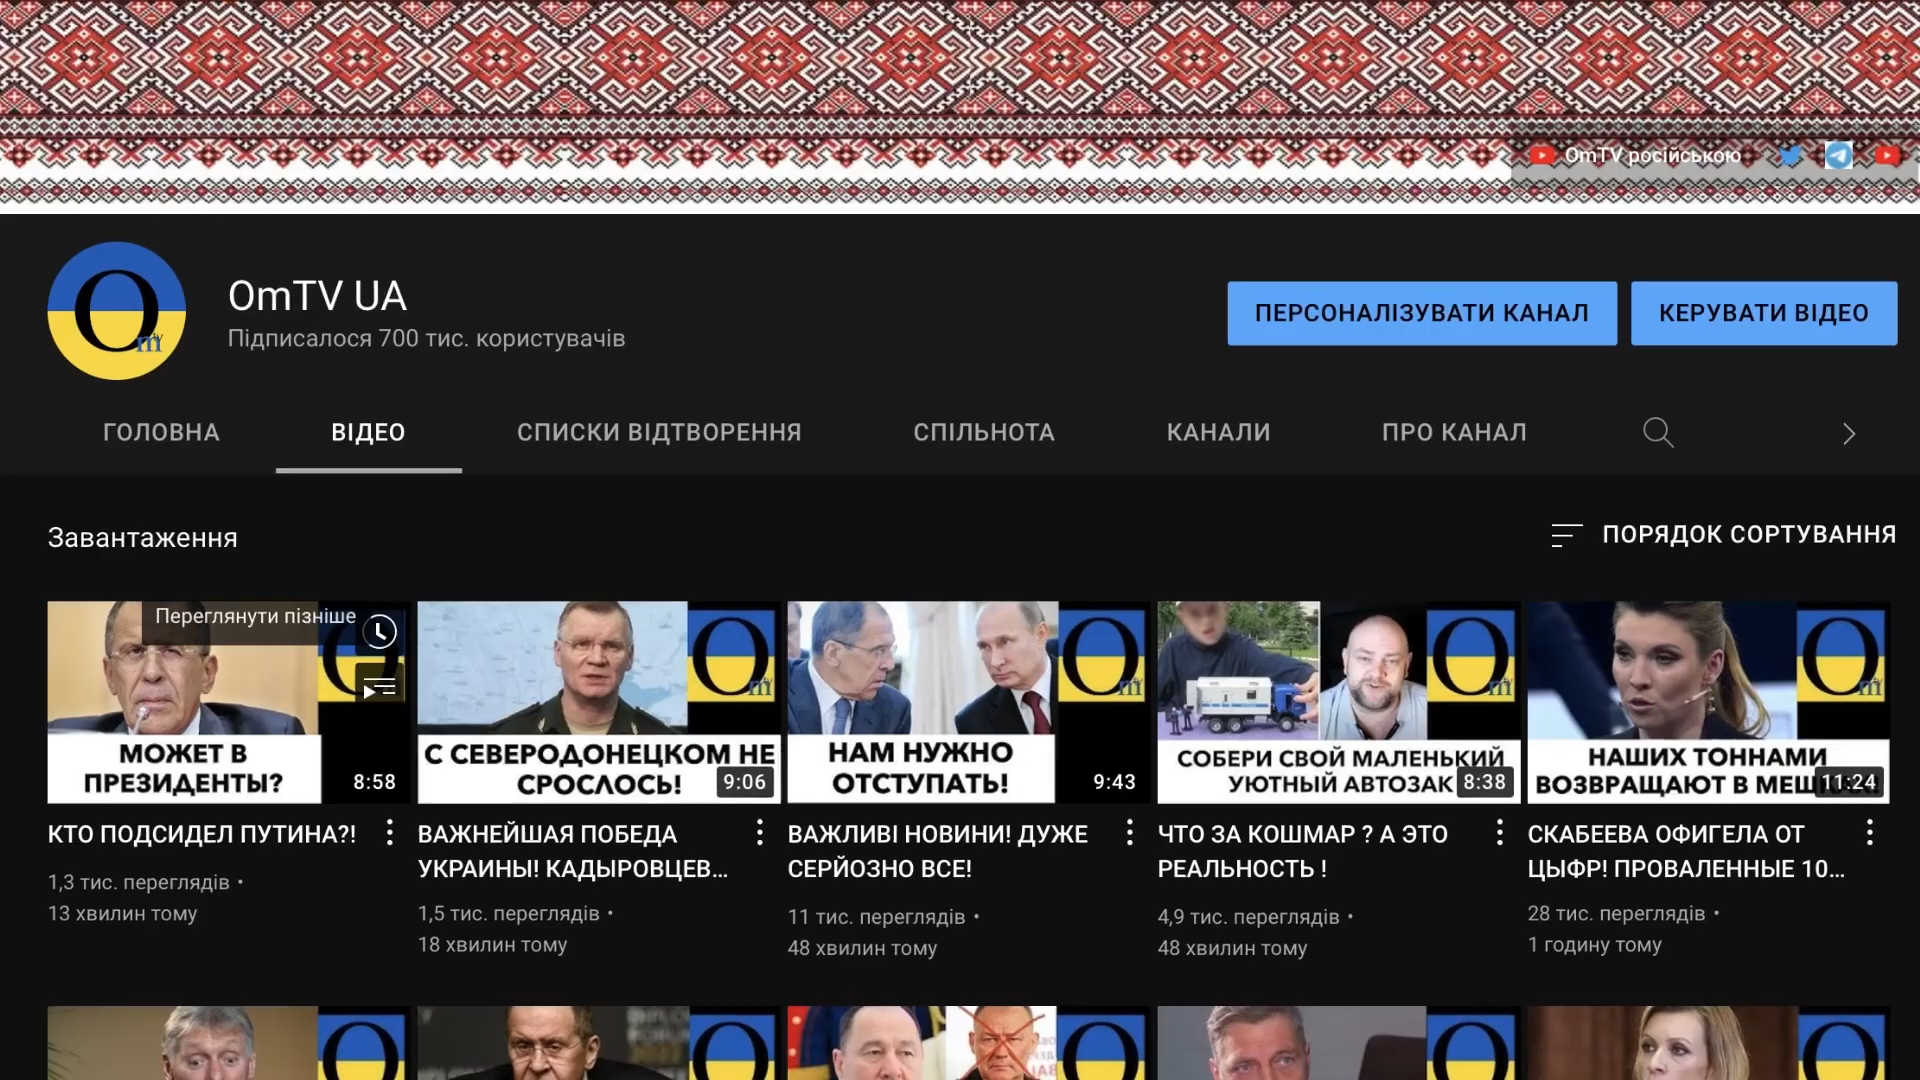 OmTV російською
OmTV UA
Підписалося 700 тис. користувачів
ПЕРСОНАЛІЗУВАТИ КАНАЛ
КЕРУВАТИ ВІДЕО
ГОЛОВНА
ВІДЕО
СПИСКИ ВІДТВОРЕННЯ
СПІЛЬНОТА
КАНАЛИ
ПРО КАНАЛ
Завантаження
ПОРЯДОК СОРТУВАННЯ
Переглянути пізніше
МОЖЕТ В
ПРЕЗИДЕНТЫ?
8:58
КТО ПОДСИДЕЛ ПУТИНА?!
1,3 тис. переглядів •
13 хвилин тому
С СЕВЕРОДОНЕЦКОМ НЕ
СРОСЛОСЬ!
9:06
ВАЖНЕЙШАЯ ПОБЕДА
УКРАИНЫ! КАДЫРОВЦЕВ...
1,5 тис. переглядів •
18 хвилин тому
НАМ НУЖНО
ОТСТУПАТЬ!
9:43
ВАЖЛИВІ НОВИНИ! ДУЖЕ
СЕРЙОЗНО ВСЕ!
11 тис. переглядів •
48 хвилин тому
СОБЕРИ СВОЙ МАЛЕНЬКИЙ
УЮТНЫЙ АВТОЗАК
8:38
ЧТО ЗА КОШМАР ? А ЭТО
РЕАЛЬНОСТЬ !
4,9 тис. переглядів •
48 хвилин тому
НАШИХ ТОННАМИ
ВОЗВРАЩАЮТ В
11:24
СКАБЕЕВА ОФИГЕЛА ОТ
ЦЫФР! ПРОВАЛЕННЫЕ 10...
28 тис. переглядів •
1 годину тому